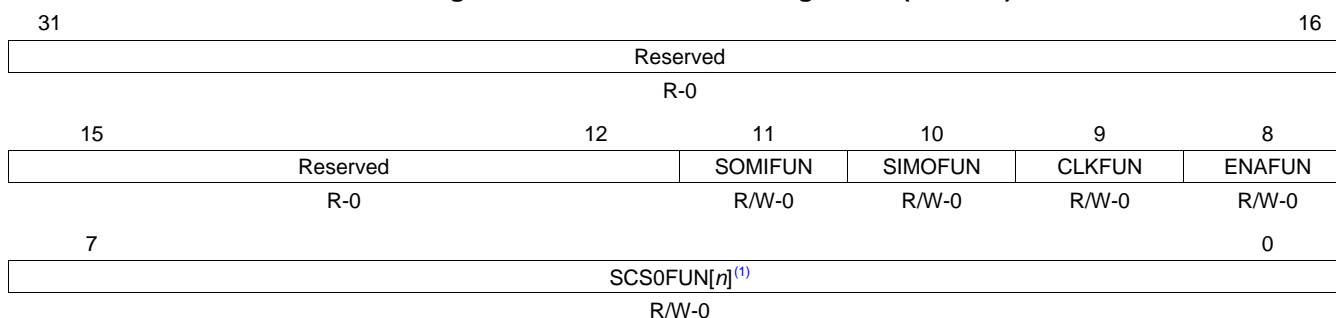 31 16
Reserved
R-0
15 12 11 10 9 8
Reserved SOMIFUN SIMOFUN CLKFUN ENAFUN
R-0 R/W-0 R/W-0 R/W-0 R/W-0
7 0
SCS0FUN[n](1)
R/W-0